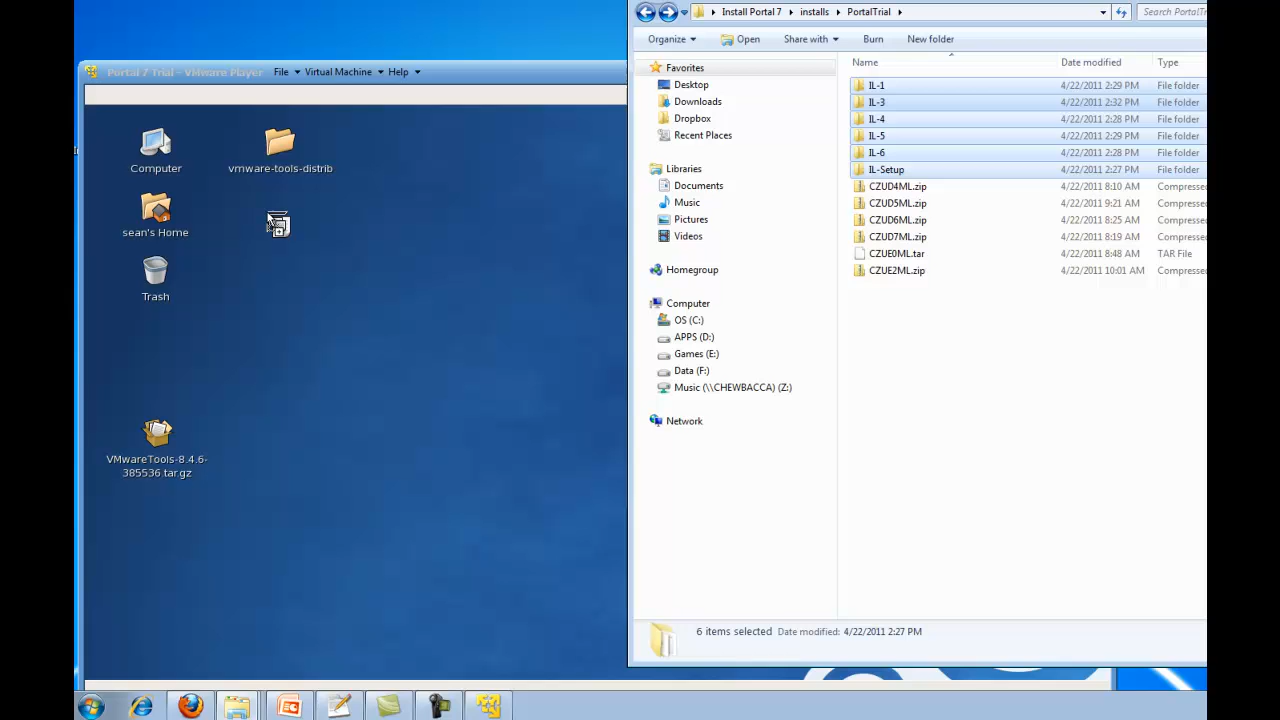 Install Portal 7 installs PortalTrial Search PortalTr
Organize Open Share with Burn New folder
Portal 7 Trial - VMware Player File Virtual Machine Help
Computer
vmware-tools-distrib
sean's Home
Trash
VMwareTools-8.4.6-
385536.tar.gz
Favorites
Desktop
Downloads
Dropbox
Recent Places
Libraries
Documents
Music
Pictures
Videos
Homegroup
Computer
OS (C:)
APPS (D:)
Games (E:)
Data (F:)
Music (\\CHEWBACCA) (Z:)
Network
Name Date modified Type
IL-1 4/22/2011 2:29 PM File folder
IL-3 4/22/2011 2:32 PM File folder
IL-4 4/22/2011 2:28 PM File folder
IL-5 4/22/2011 2:29 PM File folder
IL-6 4/22/2011 2:28 PM File folder
IL-Setup 4/22/2011 2:27 PM File folder
CZUD4ML.zip 4/22/2011 8:10 AM Compressed
CZUD5ML.zip 4/22/2011 9:21 AM Compressed
CZUD6ML.zip 4/22/2011 8:25 AM Compressed
CZUD7ML.zip 4/22/2011 8:19 AM Compressed
CZUE0ML.tar 4/22/2011 8:48 AM TAR File
CZUE2ML.zip 4/22/2011 10:01 AM Compressed
6 items selected Date modified: 4/22/2011 2:27 PM